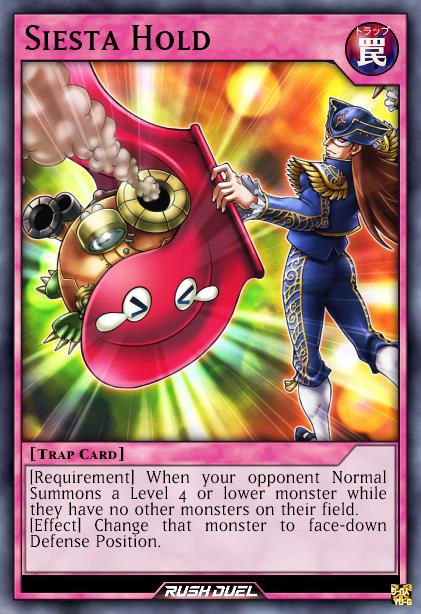 Siesta Hold
トラップ
罠
[Trap Card]
[Requirement] When your opponent Normal
Summons a Level 4 or lower monster while
they have no other monsters on their field.
[Effect] Change that monster to face-down
Defense Position.
RUSH DUEL